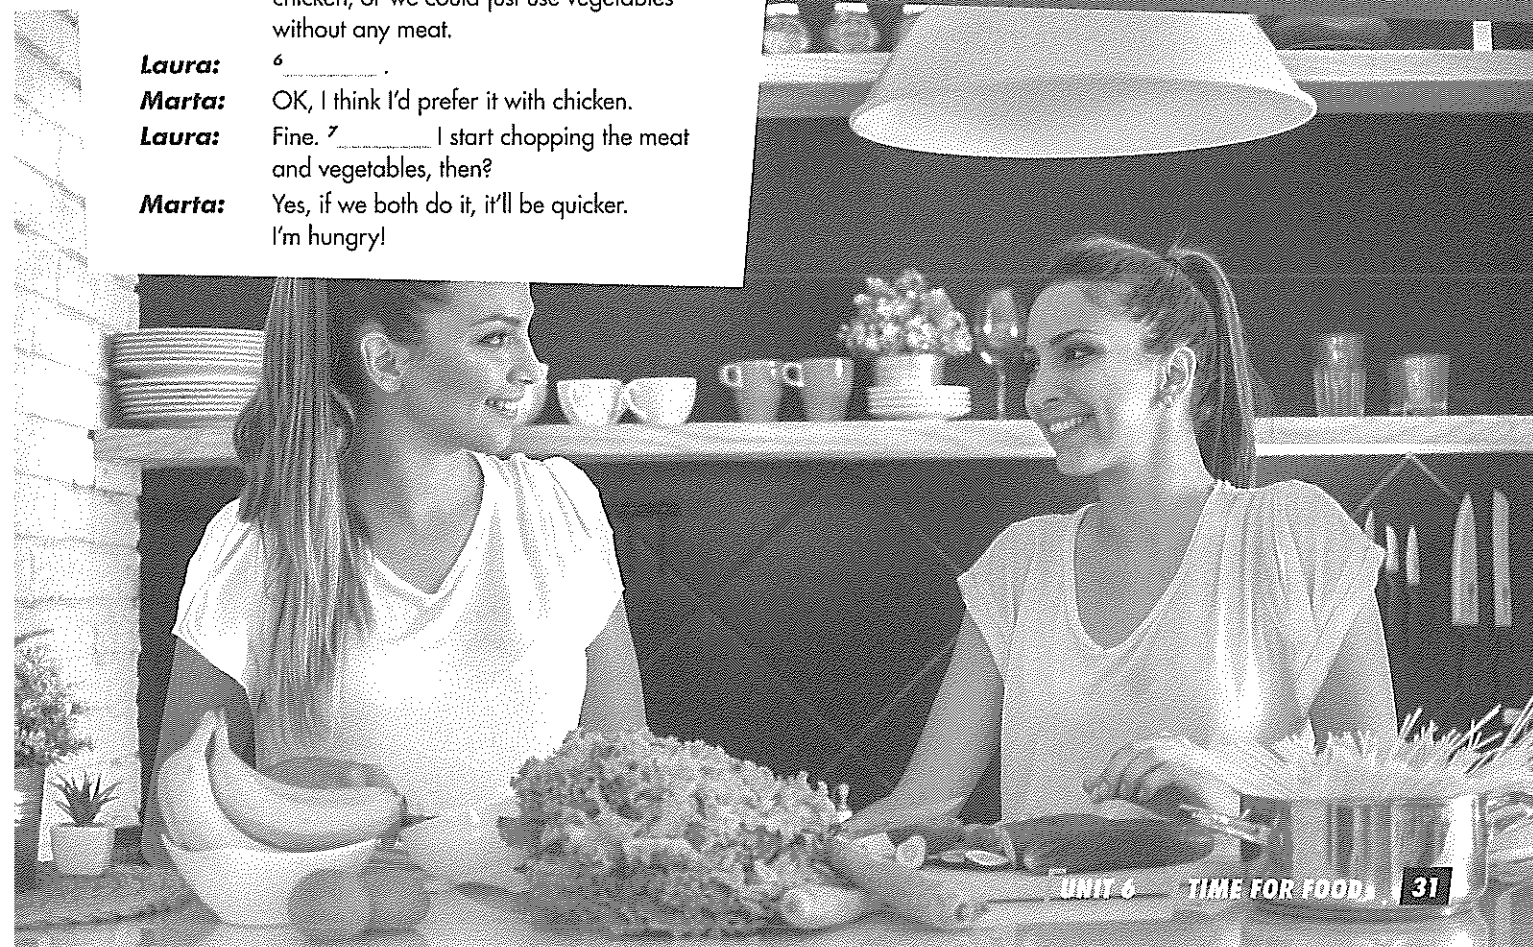 chicken, or we could just use vegetables
without any meat.
Laura: 6 ________ .
Marta: OK, I think I'd prefer it with chicken.
Laura: Fine. 7 ________ I start chopping the meat
and vegetables, then?
Marta: Yes, if we both do it, it'll be quicker.
I'm hungry!
UNIT 6 TIME FOR FOOD 31